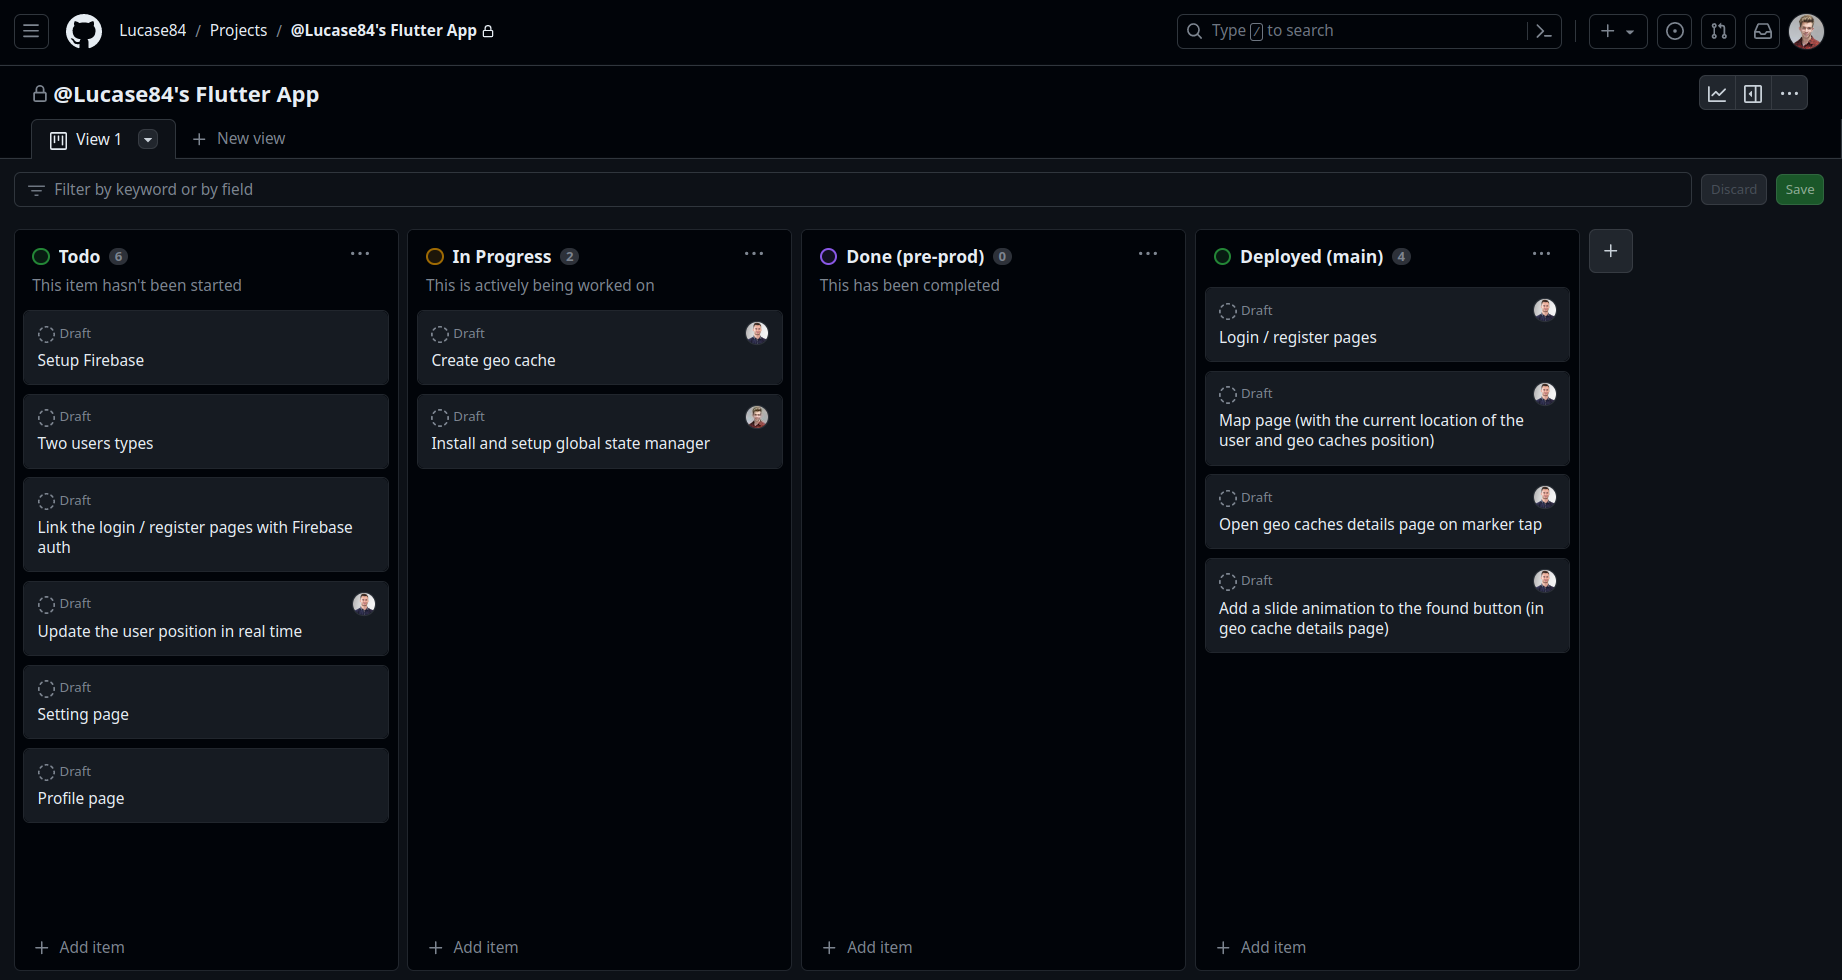 Lucase84 / Projects / @Lucase84's Flutter App
Type / to search
@Lucase84's Flutter App
View 1
New view
Filter by keyword or by field
Discard
Save
Todo 6
This item hasn't been started
Draft
Setup Firebase
Draft
Two users types
Draft
Link the login / register pages with Firebase
auth
Draft
Update the user position in real time
Draft
Setting page
Draft
Profile page
Add item
In Progress 2
This is actively being worked on
Draft
Create geo cache
Draft
Install and setup global state manager
Add item
Done (pre-prod) 0
This has been completed
Add item
Deployed (main) 4
Draft
Login / register pages
Draft
Map page (with the current location of the
user and geo caches position)
Draft
Open geo caches details page on marker tap
Draft
Add a slide animation to the found button (in
geo cache details page)
Add item